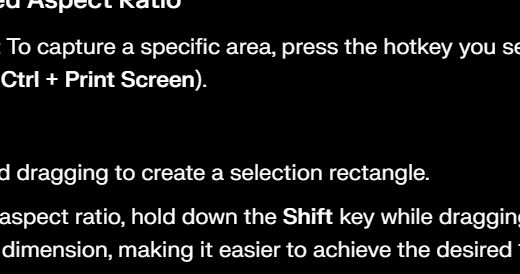 ed Aspect Ratio
: To capture a specific area, press the hotkey you se
Ctrl + Print Screen).
d dragging to create a selection rectangle.
aspect ratio, hold down the Shift key while dragging
dimension, making it easier to achieve the desired